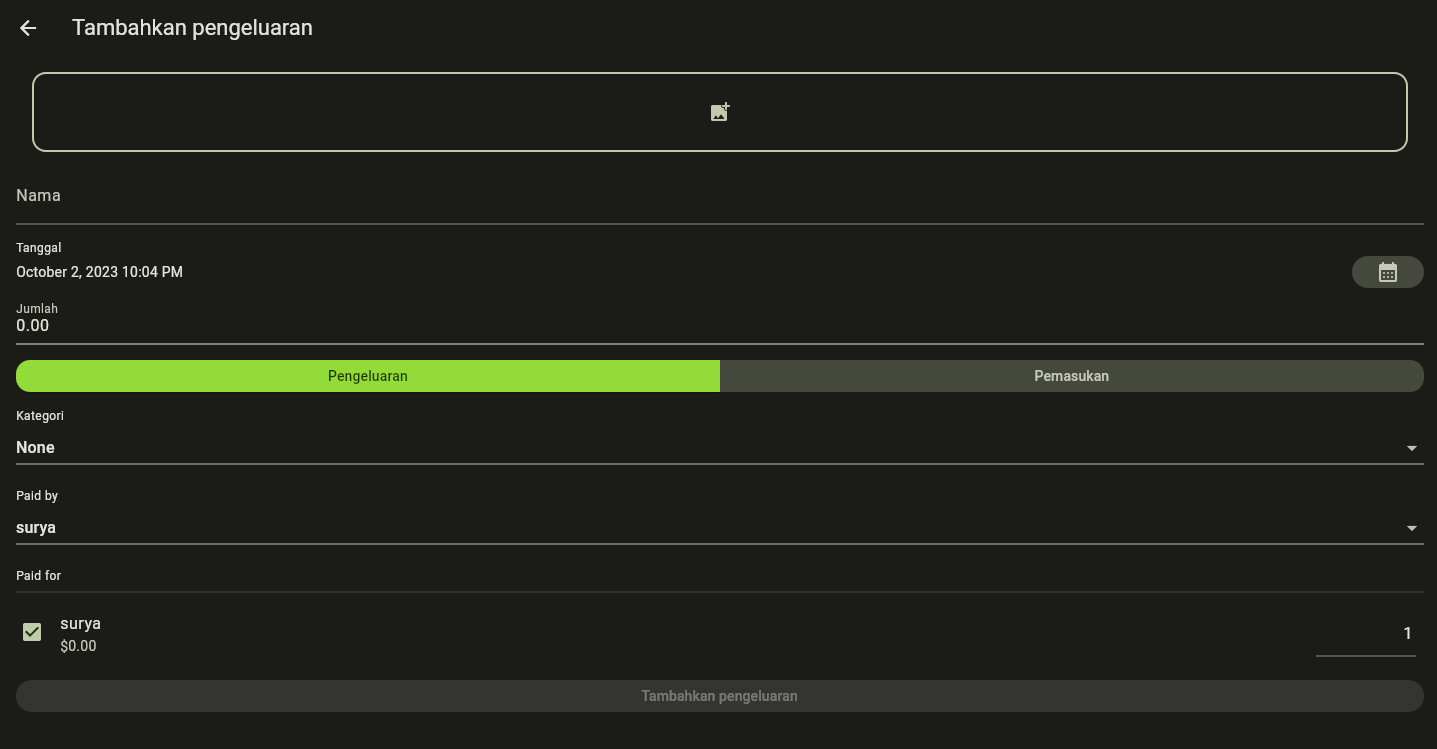 Tambahkan pengeluaran
Nama
Tanggal
October 2, 2023 10:04 PM
Jumlah
0.00
Pengeluaran
Pemasukan
Kategori
None
Paid by
surya
Paid for
surya
$0.00
1
Tambahkan pengeluaran